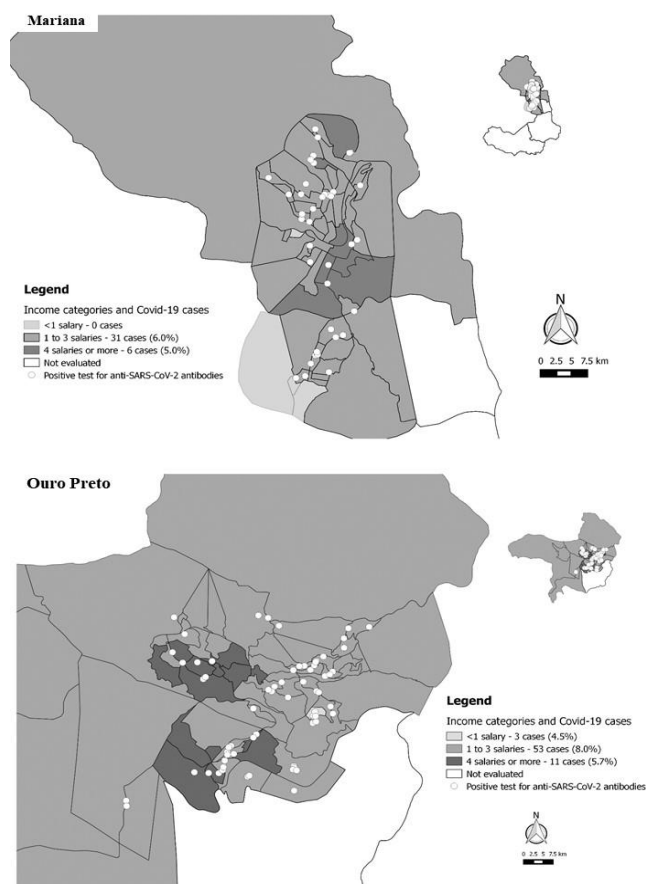 Mariana
Legend
Income categories and Covid-19 cases
<1 salary - 0 cases
1 to 3 salaries - 31 cases (6.0%)
4 salaries or more - 6 cases (5.0%)
Not evaluated
Positive test for anti-SARS-CoV-2 antibodies
N
0 2.5 5 7.5 km
Ouro Preto
Legend
Income categories and Covid-19 cases
<1 salary - 3 cases (4.5%)
1 to 3 salaries - 53 cases (8.0%)
4 salaries or more - 11 cases (5.7%)
Not evaluated
Positive test for anti-SARS-CoV-2 antibodies
N
0 2.5 5 7.5 km